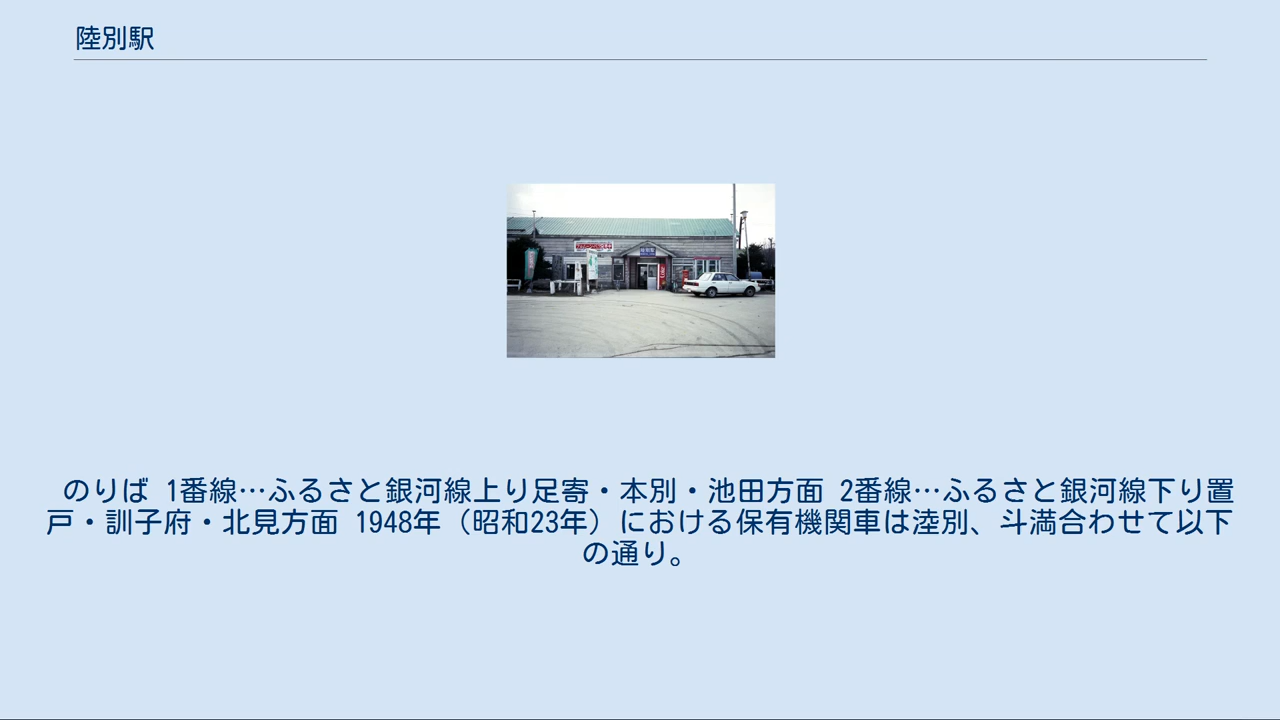 陸別駅
のりば 1番線…ふるさと銀河線上り足寄・本別・池田方面 2番線…ふるさと銀河線下り置
戸・訓子府・北見方面 1948年（昭和23年）における保有機関車は淕別、斗満合わせて以下
の通り。